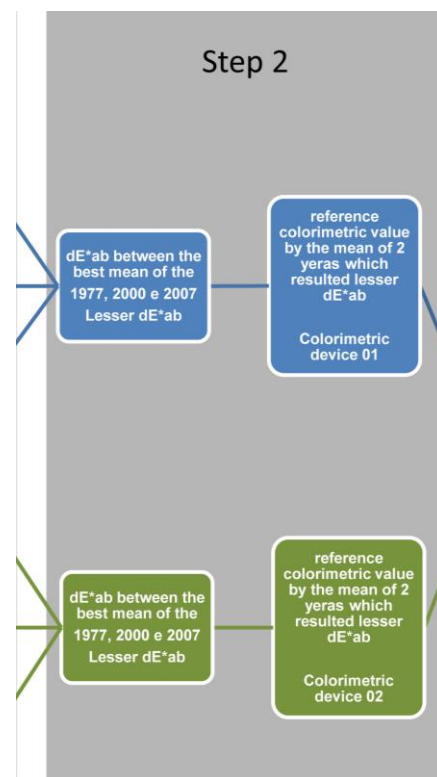 Step 2
dE*ab between the
best mean of the
1977, 2000 e 2007
Lesser dE*ab
reference
colorimetric value
by the mean of 2
yeras which
resulted lesser
dE*ab
Colorimetric
device 01
dE*ab between the
best mean of the
1977, 2000 e 2007
Lesser dE*ab
reference
colorimetric value
by the mean of 2
yeras which
resulted lesser
dE*ab
Colorimetric
device 02